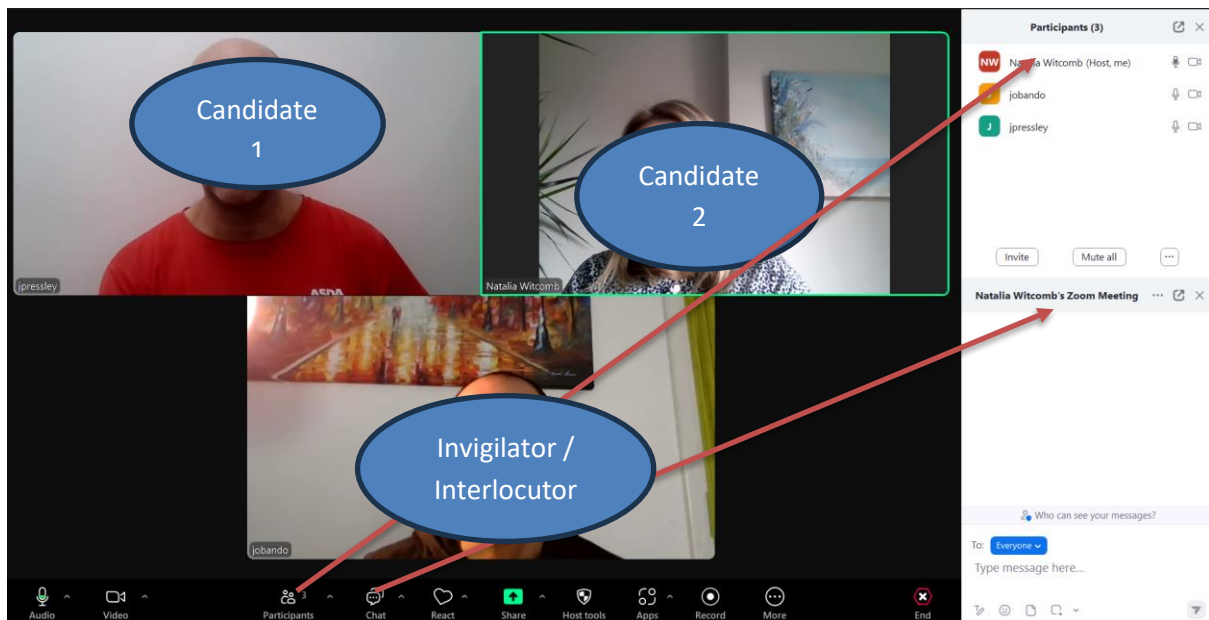 Candidate
1
jpressley
ASDA
Candidate
2
Natalia Witcomb
Invigilator /
Interlocutor
jobando
Audio
Video
3
Participants
Chat
React
Share
Host tools
Apps
Record
More
End
Participants (3)
NW Natalia Witcomb (Host, me)
jobando
J jpressley
Invite
Mute all
Natalia Witcomb's Zoom Meeting
Who can see your messages?
To: Everyone
Type message here...